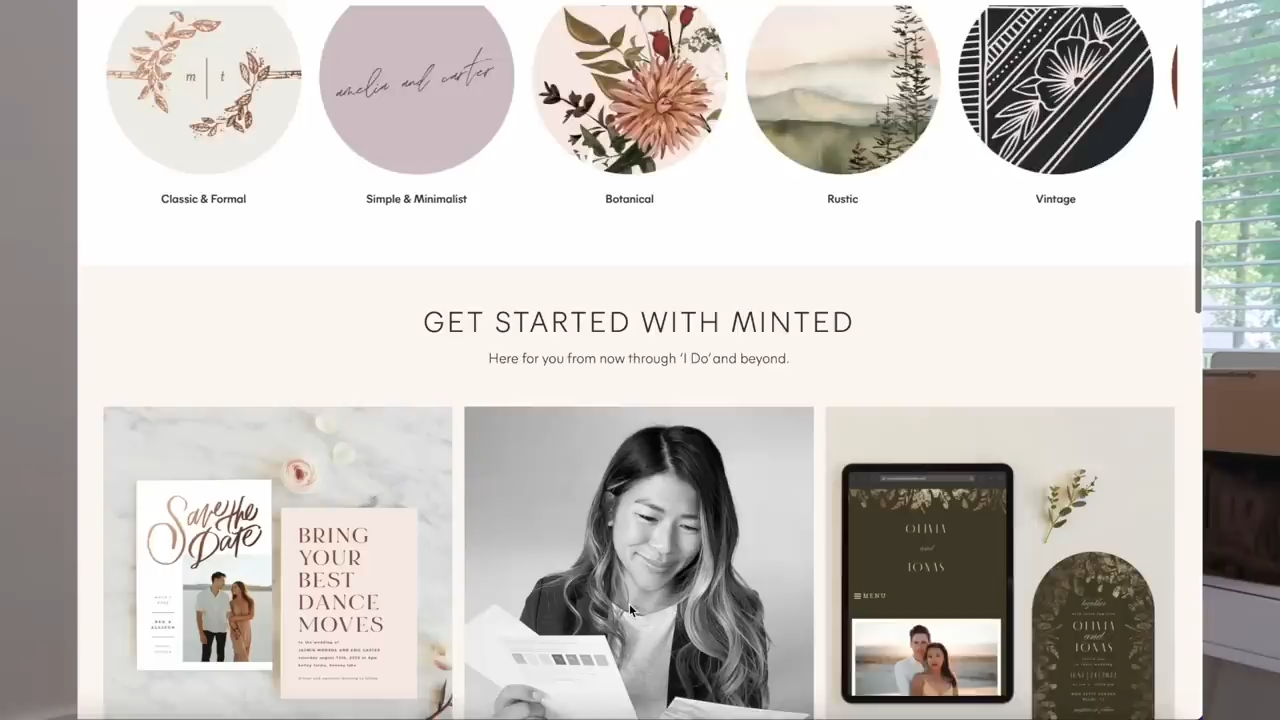 m | t
amelia and carter
Classic & Formal
Simple & Minimalist
Botanical
Rustic
Vintage
GET STARTED WITH MINTED
Here for you from now through ‘I Do’ and beyond.
Save the
Date
BRING
YOUR
BEST
DANCE
MOVES
OLIVIA
and
JONAS
MENU
together
OLIVIA
and
JONAS